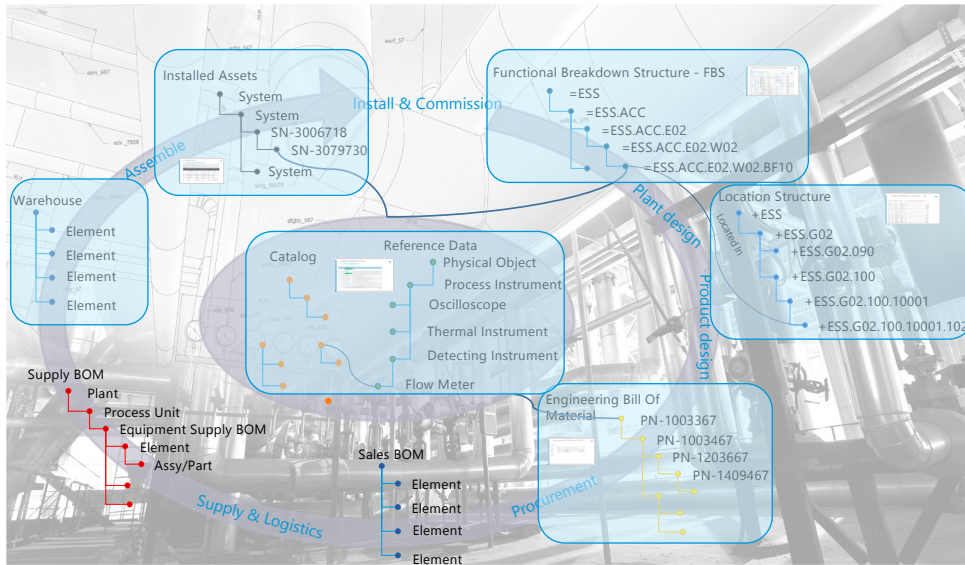 Installed Assets
System
System
SN-3006718
SN-3079730
System
Assemble
Install & Commission
Functional Breakdown Structure - FBS
=ESS
=ESS.ACC
=ESS.ACC.E02
=ESS.ACC.E02.W02
=ESS.ACC.E02.W02.BF10
Plant design
Warehouse
Element
Element
Element
Element
Location Structure
Located In
+ESS
+ESS.G02
+ESS.G02.090
+ESS.G02.100
+ESS.G02.100.10001
+ESS.G02.100.10001.102
Product design
Catalog
Reference Data
Physical Object
Process Instrument
Oscilloscope
Thermal Instrument
Detecting Instrument
Flow Meter
Supply BOM
Plant
Process Unit
Equipment Supply BOM
Element
Assy/Part
Supply & Logistics
Sales BOM
Element
Element
Element
Element
Procurement
Engineering Bill Of
Material
PN-1003367
PN-1003467
PN-1203667
PN-1409467